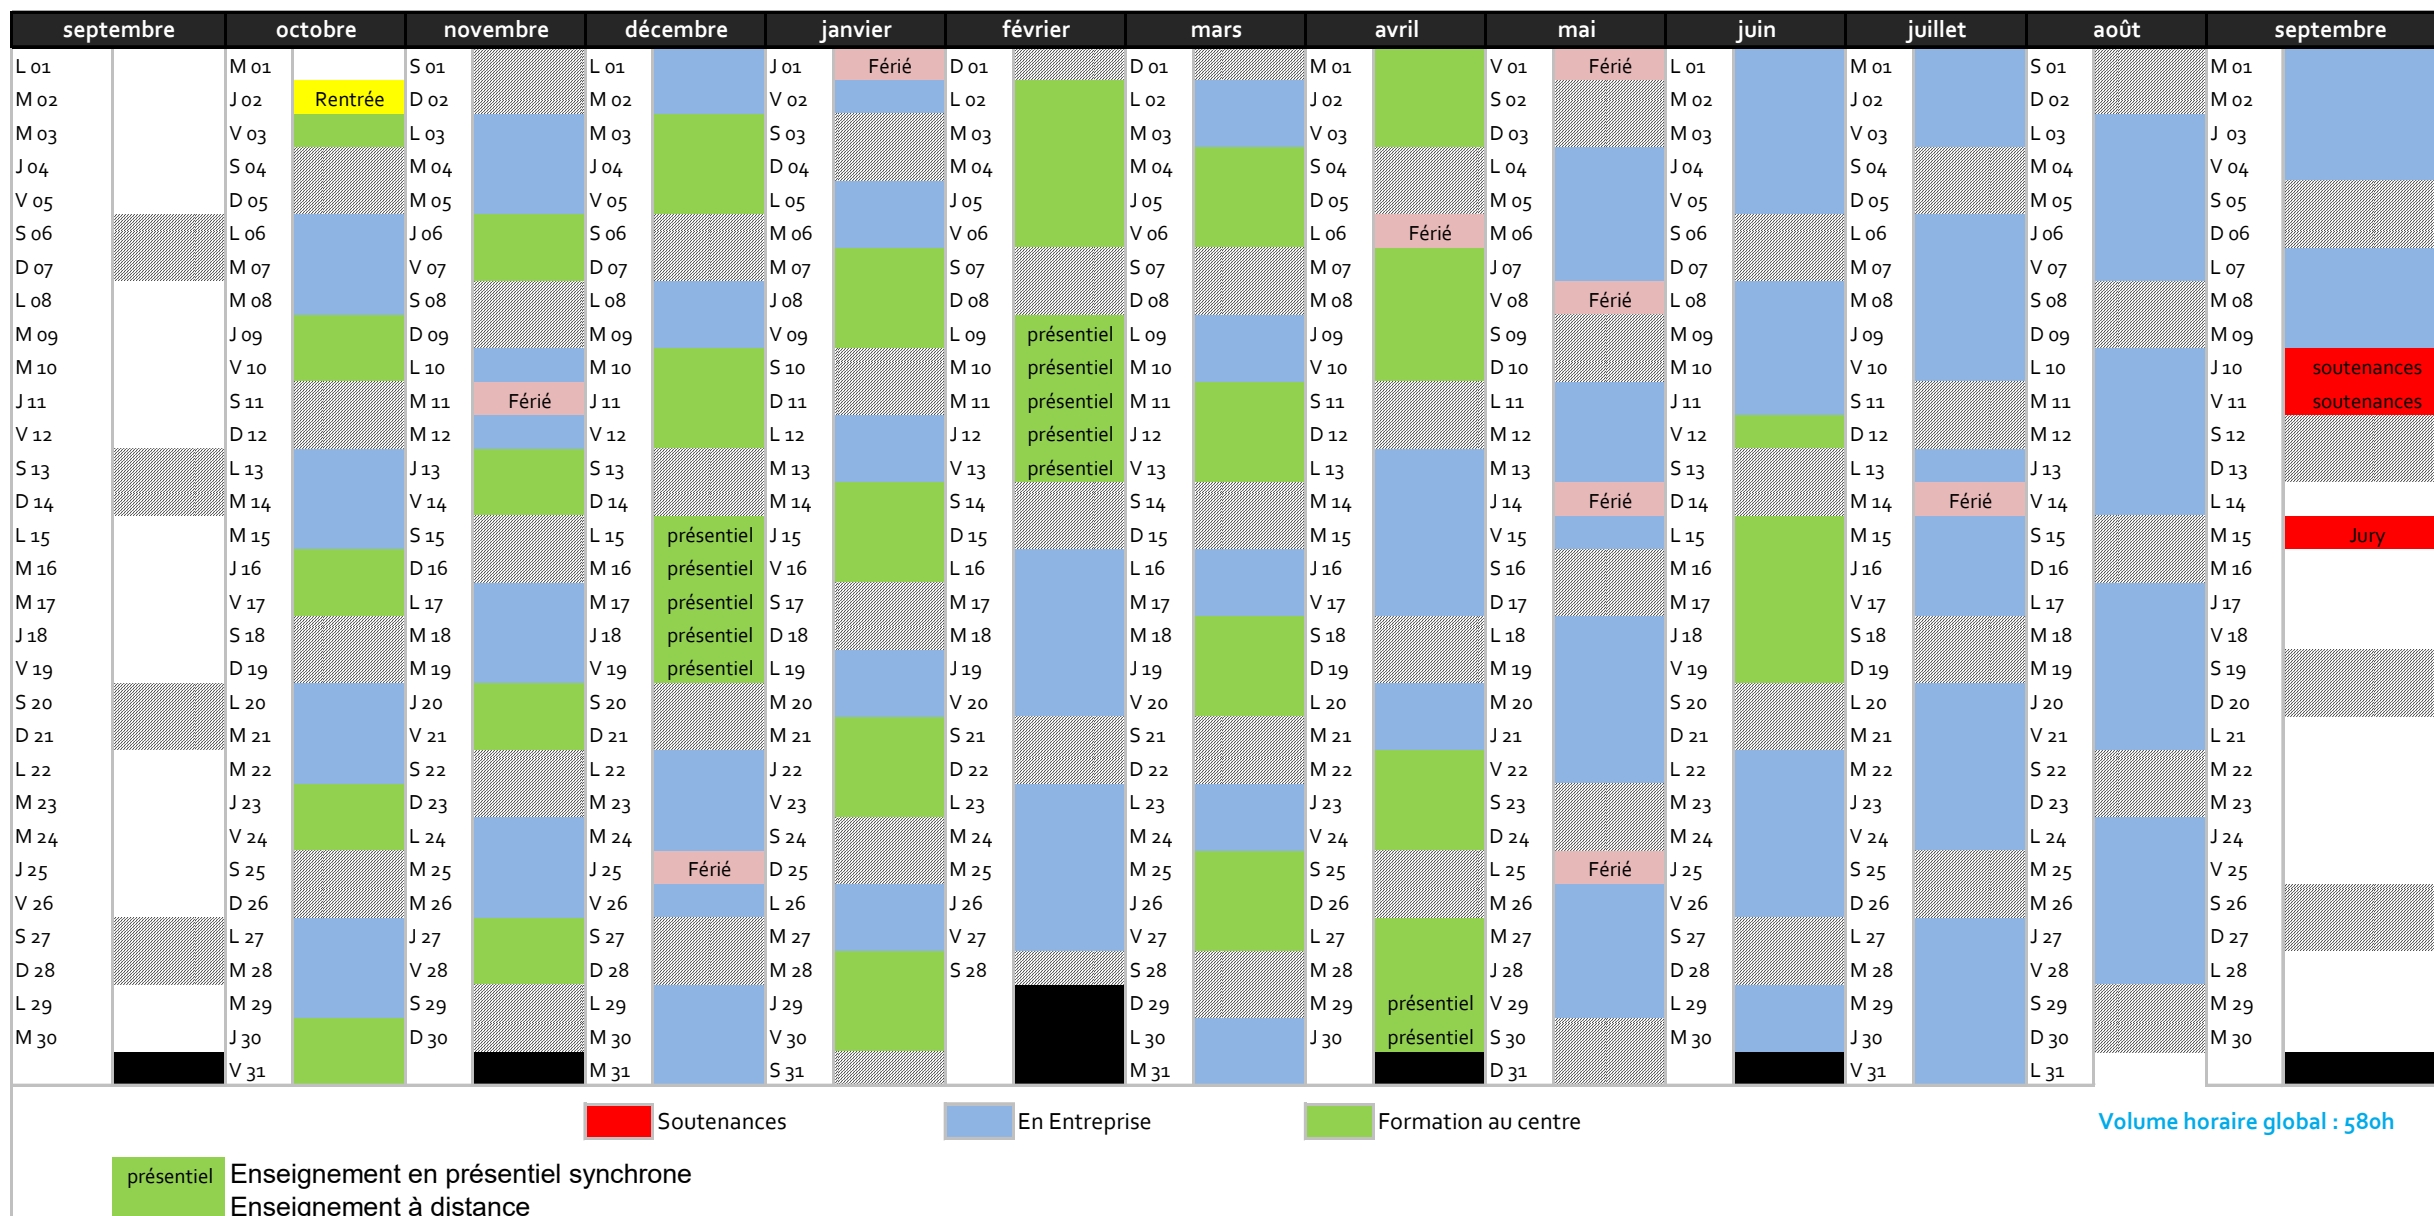 septembre octobre novembre décembre janvier février mars avril mai juin juillet août septembre
L 01 M 01 S 01 L 01 J 01 Férié D 01 D 01 M 01 V 01 Férié L 01 M 01 S 01 M 01
M 02 J 02 Rentrée D 02 M 02 V 02 L 02 L 02 J 02 S 02 M 02 J 02 D 02 M 02
M 03 V 03 L 03 M 03 S 03 M 03 M 03 V 03 D 03 M 03 V 03 L 03 J 03
J 04 S 04 M 04 J 04 D 04 M 04 M 04 S 04 L 04 J 04 S 04 M 04 V 04
V 05 D 05 M 05 V 05 L 05 J 05 J 05 D 05 M 05 V 05 D 05 M 05 S 05
S 06 L 06 J 06 S 06 M 06 V 06 V 06 L 06 Férié M 06 S 06 L 06 J 06 D 06
D 07 M 07 V 07 D 07 M 07 S 07 S 07 M 07 J 07 D 07 M 07 V 07 L 07
L 08 M 08 S 08 L 08 J 08 D 08 D 08 M 08 V 08 Férié L 08 M 08 S 08 M 08
M 09 J 09 D 09 M 09 V 09 L 09 présentiel L 09 J 09 S 09 M 09 J 09 D 09 M 09
M 10 V 10 L 10 M 10 S 10 M 10 présentiel M 10 V 10 D 10 M 10 V 10 L 10 J 10 soutenances
J 11 S 11 M 11 Férié J 11 D 11 M 11 présentiel M 11 S 11 L 11 J 11 S 11 M 11 V 11 soutenances
V 12 D 12 M 12 V 12 L 12 J 12 présentiel J 12 D 12 M 12 V 12 D 12 M 12 S 12
S 13 L 13 J 13 S 13 M 13 V 13 présentiel V 13 L 13 M 13 S 13 L 13 J 13 D 13
D 14 M 14 V 14 D 14 M 14 S 14 S 14 M 14 J 14 Férié D 14 M 14 Férié V 14 L 14
L 15 M 15 S 15 L 15 présentiel J 15 D 15 D 15 M 15 V 15 L 15 M 15 S 15 M 15 Jury
M 16 J 16 D 16 M 16 présentiel V 16 L 16 L 16 J 16 S 16 M 16 J 16 D 16 M 16
M 17 V 17 L 17 M 17 présentiel S 17 M 17 M 17 V 17 D 17 M 17 V 17 L 17 J 17
J 18 S 18 M 18 J 18 présentiel D 18 M 18 M 18 S 18 L 18 J 18 S 18 M 18 V 18
V 19 D 19 M 19 V 19 présentiel L 19 J 19 J 19 D 19 M 19 V 19 D 19 M 19 S 19
S 20 L 20 J 20 S 20 M 20 V 20 V 20 L 20 M 20 S 20 L 20 J 20 D 20
D 21 M 21 V 21 D 21 M 21 S 21 S 21 M 21 J 21 D 21 M 21 V 21 L 21
L 22 M 22 S 22 L 22 J 22 D 22 D 22 M 22 V 22 L 22 M 22 S 22 M 22
M 23 J 23 D 23 M 23 V 23 L 23 L 23 J 23 S 23 M 23 J 23 D 23 M 23
M 24 V 24 L 24 M 24 S 24 M 24 M 24 V 24 D 24 M 24 V 24 L 24 J 24
J 25 S 25 M 25 J 25 Férié D 25 M 25 M 25 S 25 L 25 Férié J 25 S 25 M 25 V 25
V 26 D 26 M 26 V 26 L 26 J 26 J 26 D 26 M 26 V 26 D 26 M 26 S 26
S 27 L 27 J 27 S 27 M 27 V 27 V 27 L 27 M 27 S 27 L 27 J 27 D 27
D 28 M 28 V 28 D 28 M 28 S 28 S 28 M 28 J 28 D 28 M 28 V 28 L 28
L 29 M 29 S 29 L 29 J 29 D 29 M 29 présentiel V 29 L 29 M 29 S 29 M 29
M 30 J 30 D 30 M 30 V 30 L 30 J 30 présentiel S 30 M 30 J 30 D 30 M 30
V 31 M 31 S 31 M 31 D 31 V 31 L 31
Soutenances En Entreprise Formation au centre Volume horaire global : 580h
présentiel Enseignement en présentiel synchrone
Enseignement à distance